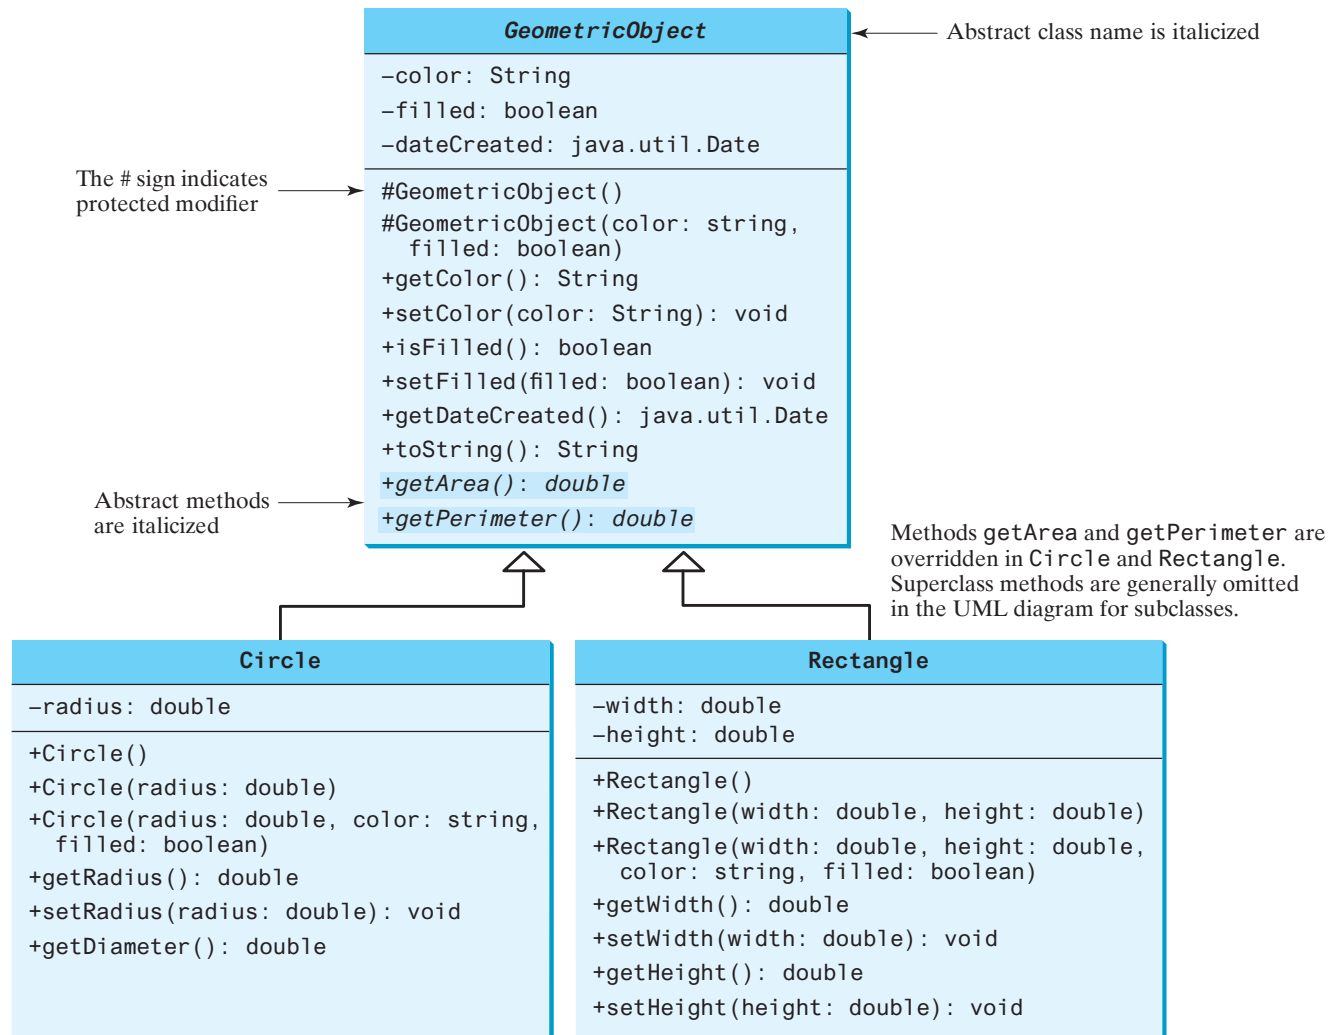 GeometricObject
Abstract class name is italicized
–color: String
–filled: boolean
–dateCreated: java.util.Date
The # sign indicates
protected modifier
#GeometricObject()
#GeometricObject(color: string,
filled: boolean)
+getColor(): String
+setColor(color: String): void
+isFilled(): boolean
+setFilled(filled: boolean): void
+getDateCreated(): java.util.Date
+toString(): String
+getArea(): double
+getPerimeter(): double
Abstract methods
are italicized
Methods getArea and getPerimeter are
overridden in Circle and Rectangle.
Superclass methods are generally omitted
in the UML diagram for subclasses.
Circle
–radius: double
+Circle()
+Circle(radius: double)
+Circle(radius: double, color: string,
filled: boolean)
+getRadius(): double
+setRadius(radius: double): void
+getDiameter(): double
Rectangle
–width: double
–height: double
+Rectangle()
+Rectangle(width: double, height: double)
+Rectangle(width: double, height: double,
color: string, filled: boolean)
+getWidth(): double
+setWidth(width: double): void
+getHeight(): double
+setHeight(height: double): void